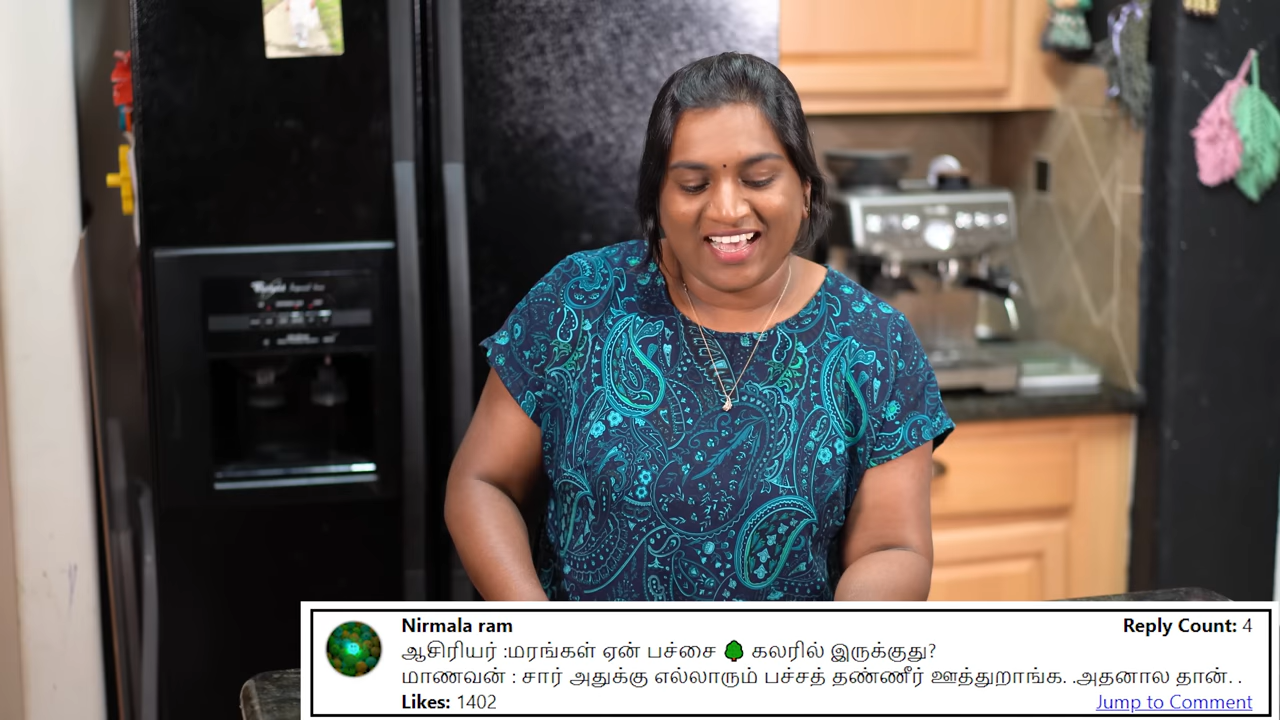 Nirmala ram
Reply Count: 4
ஆசிரியர் :மரங்கள் ஏன் பச்சை 🌳 கலரில் இருக்குது?
மாணவன் : சார் அதுக்கு எல்லாரும் பச்சத் தண்ணீர் ஊத்துறாங்க. .அதனால தான். .
Likes: 1402
Jump to Comment